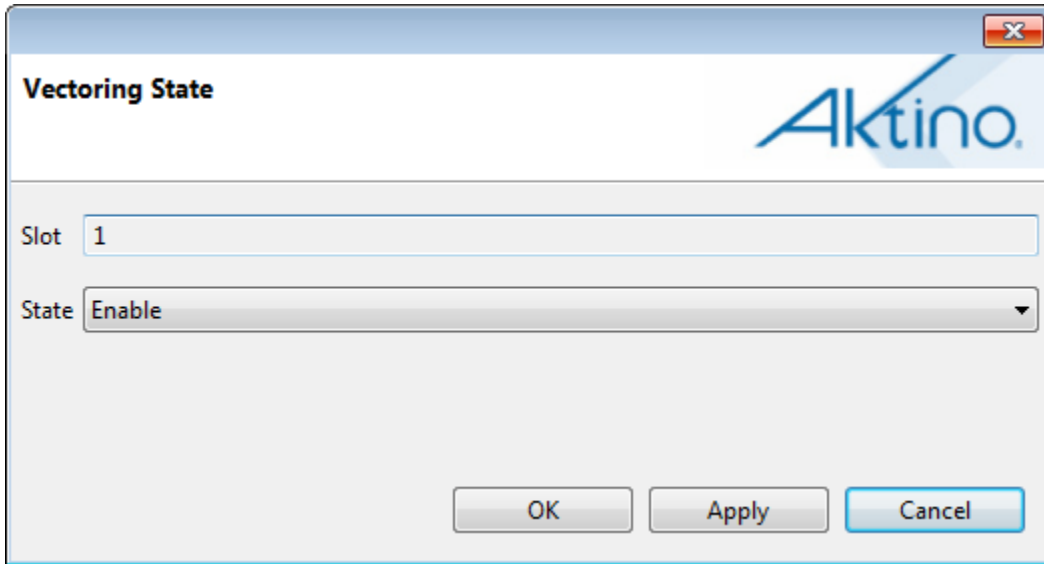 Vectoring State
Aktino®
Slot 1
State Enable
OK Apply Cancel